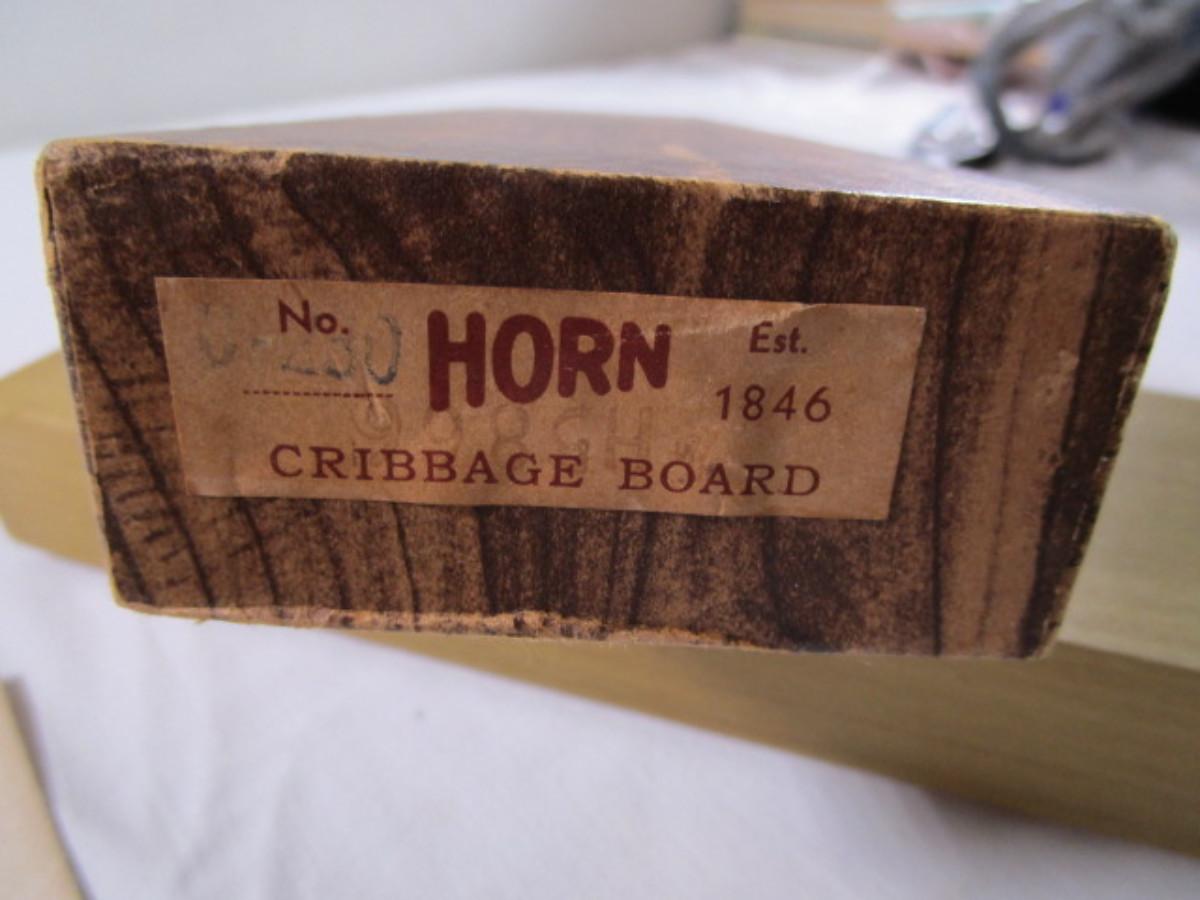 No. HORN Est.
C-230 1846
CRIBBAGE BOARD